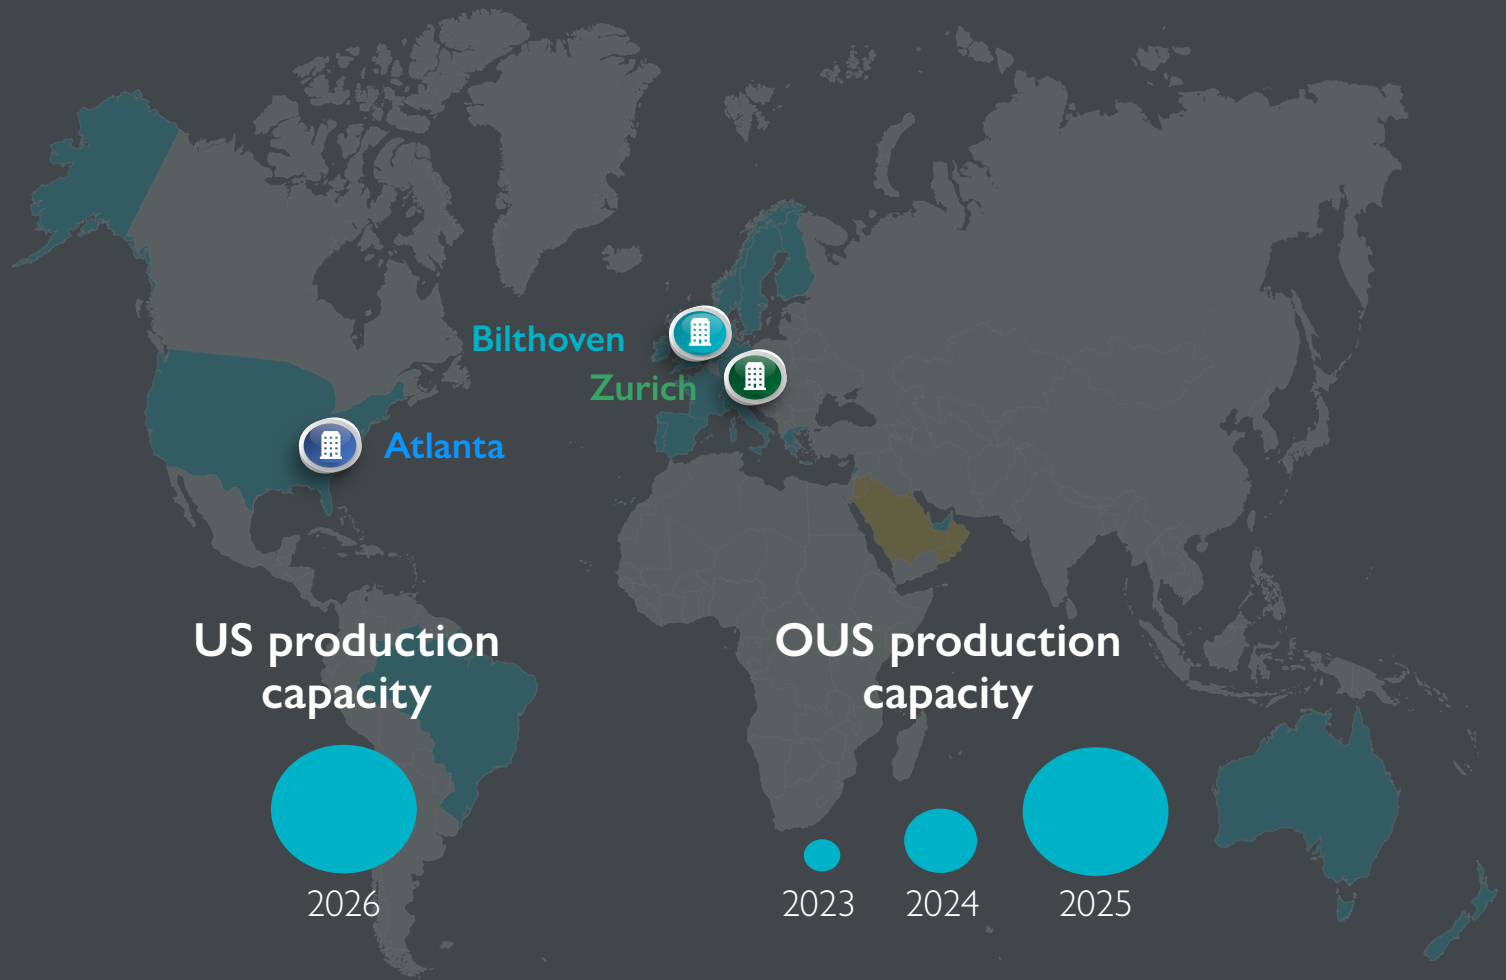 Bilthoven
Zurich
Atlanta
US production
capacity
OUS production
capacity
2026
2023
2024
2025